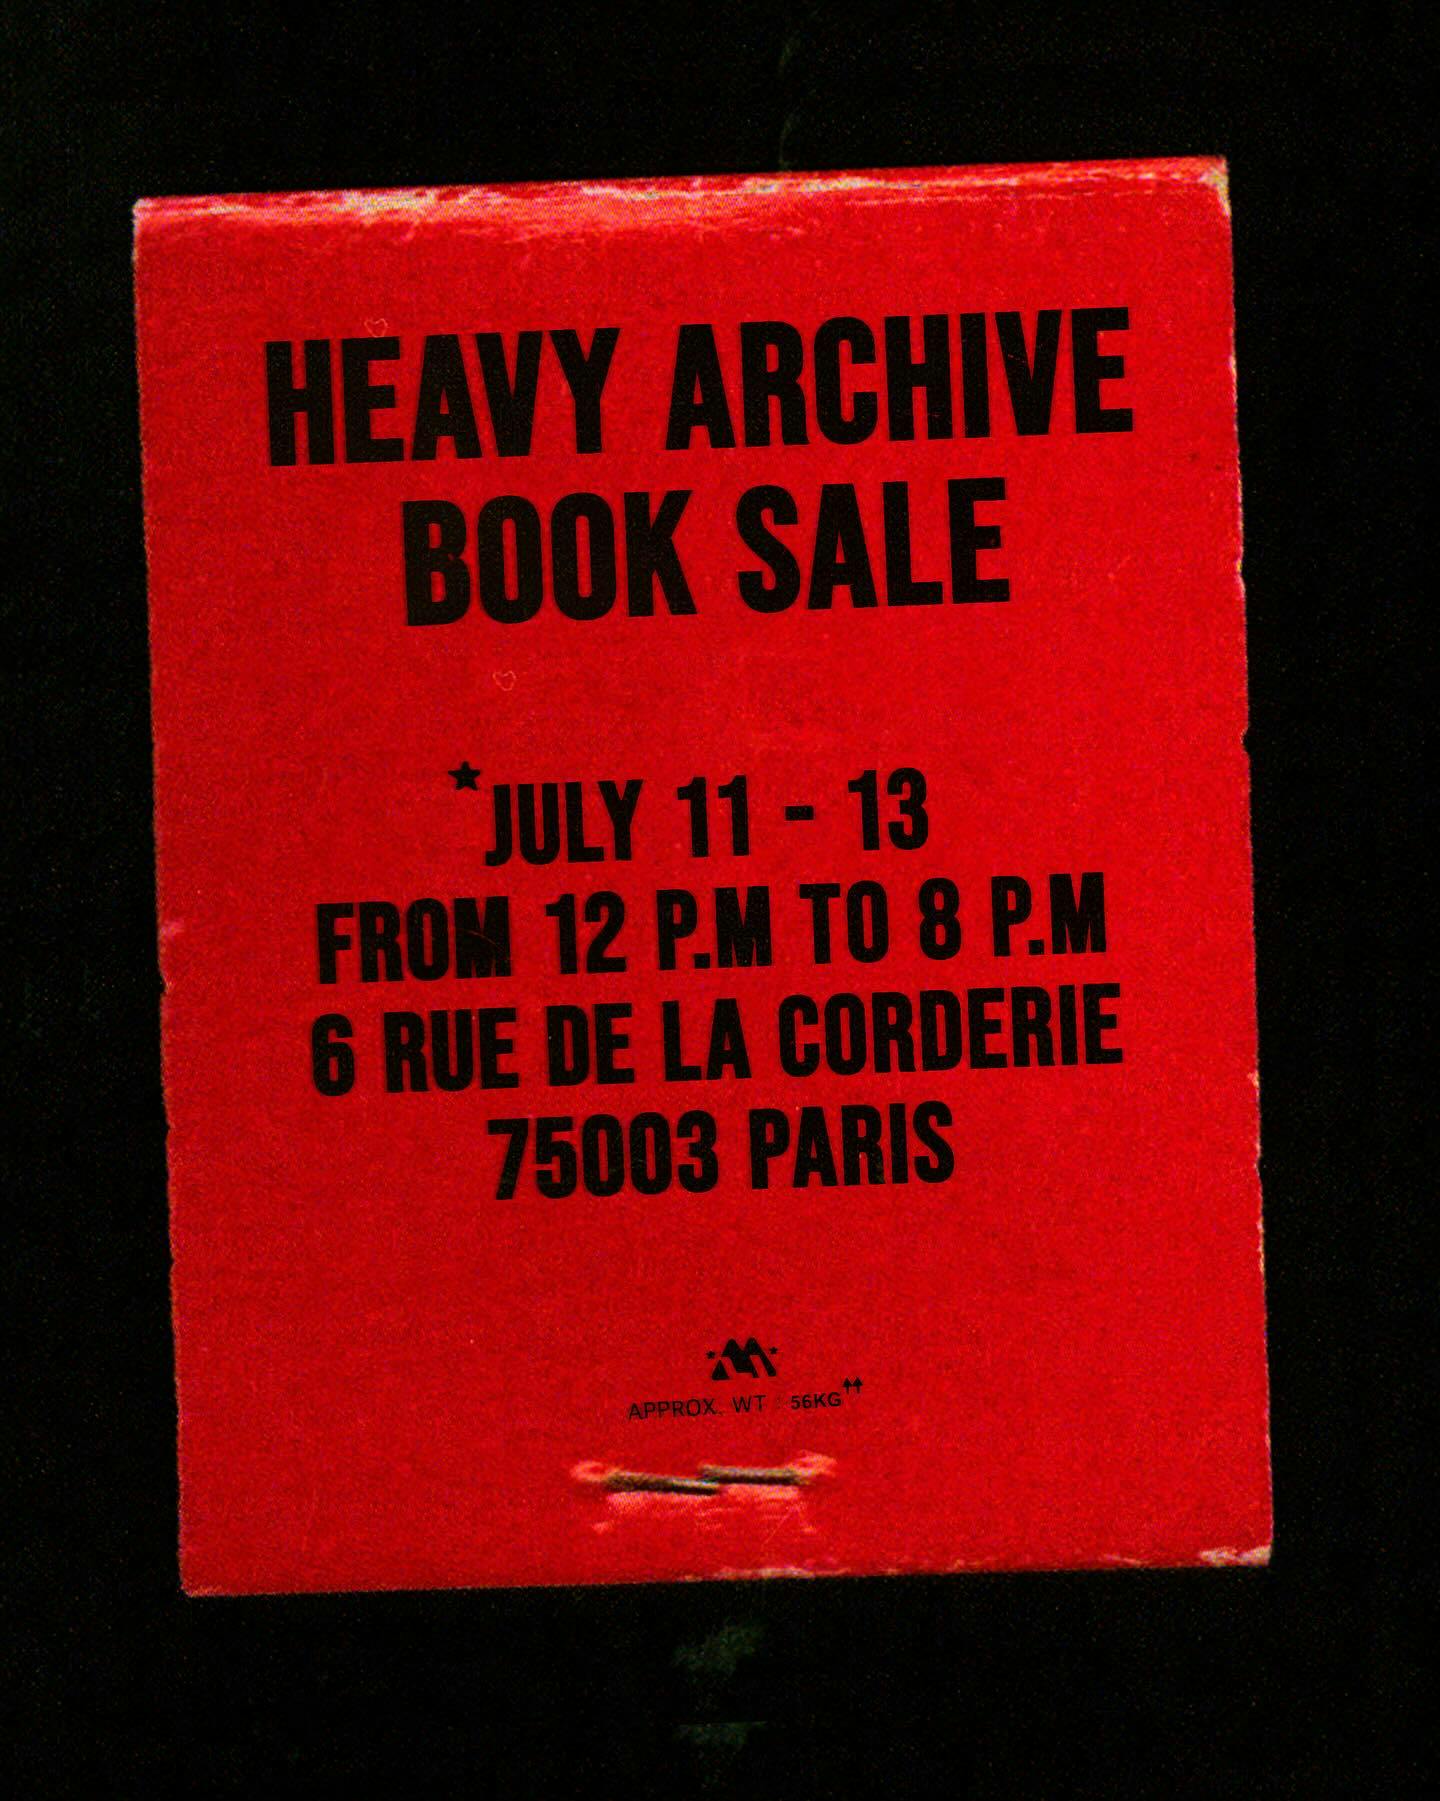 HEAVY ARCHIVE
BOOK SALE
★JULY 11 - 13
FROM 12 P.M TO 8 P.M
6 RUE DE LA CORDERIE
75003 PARIS
APPROX. WT : 56KG